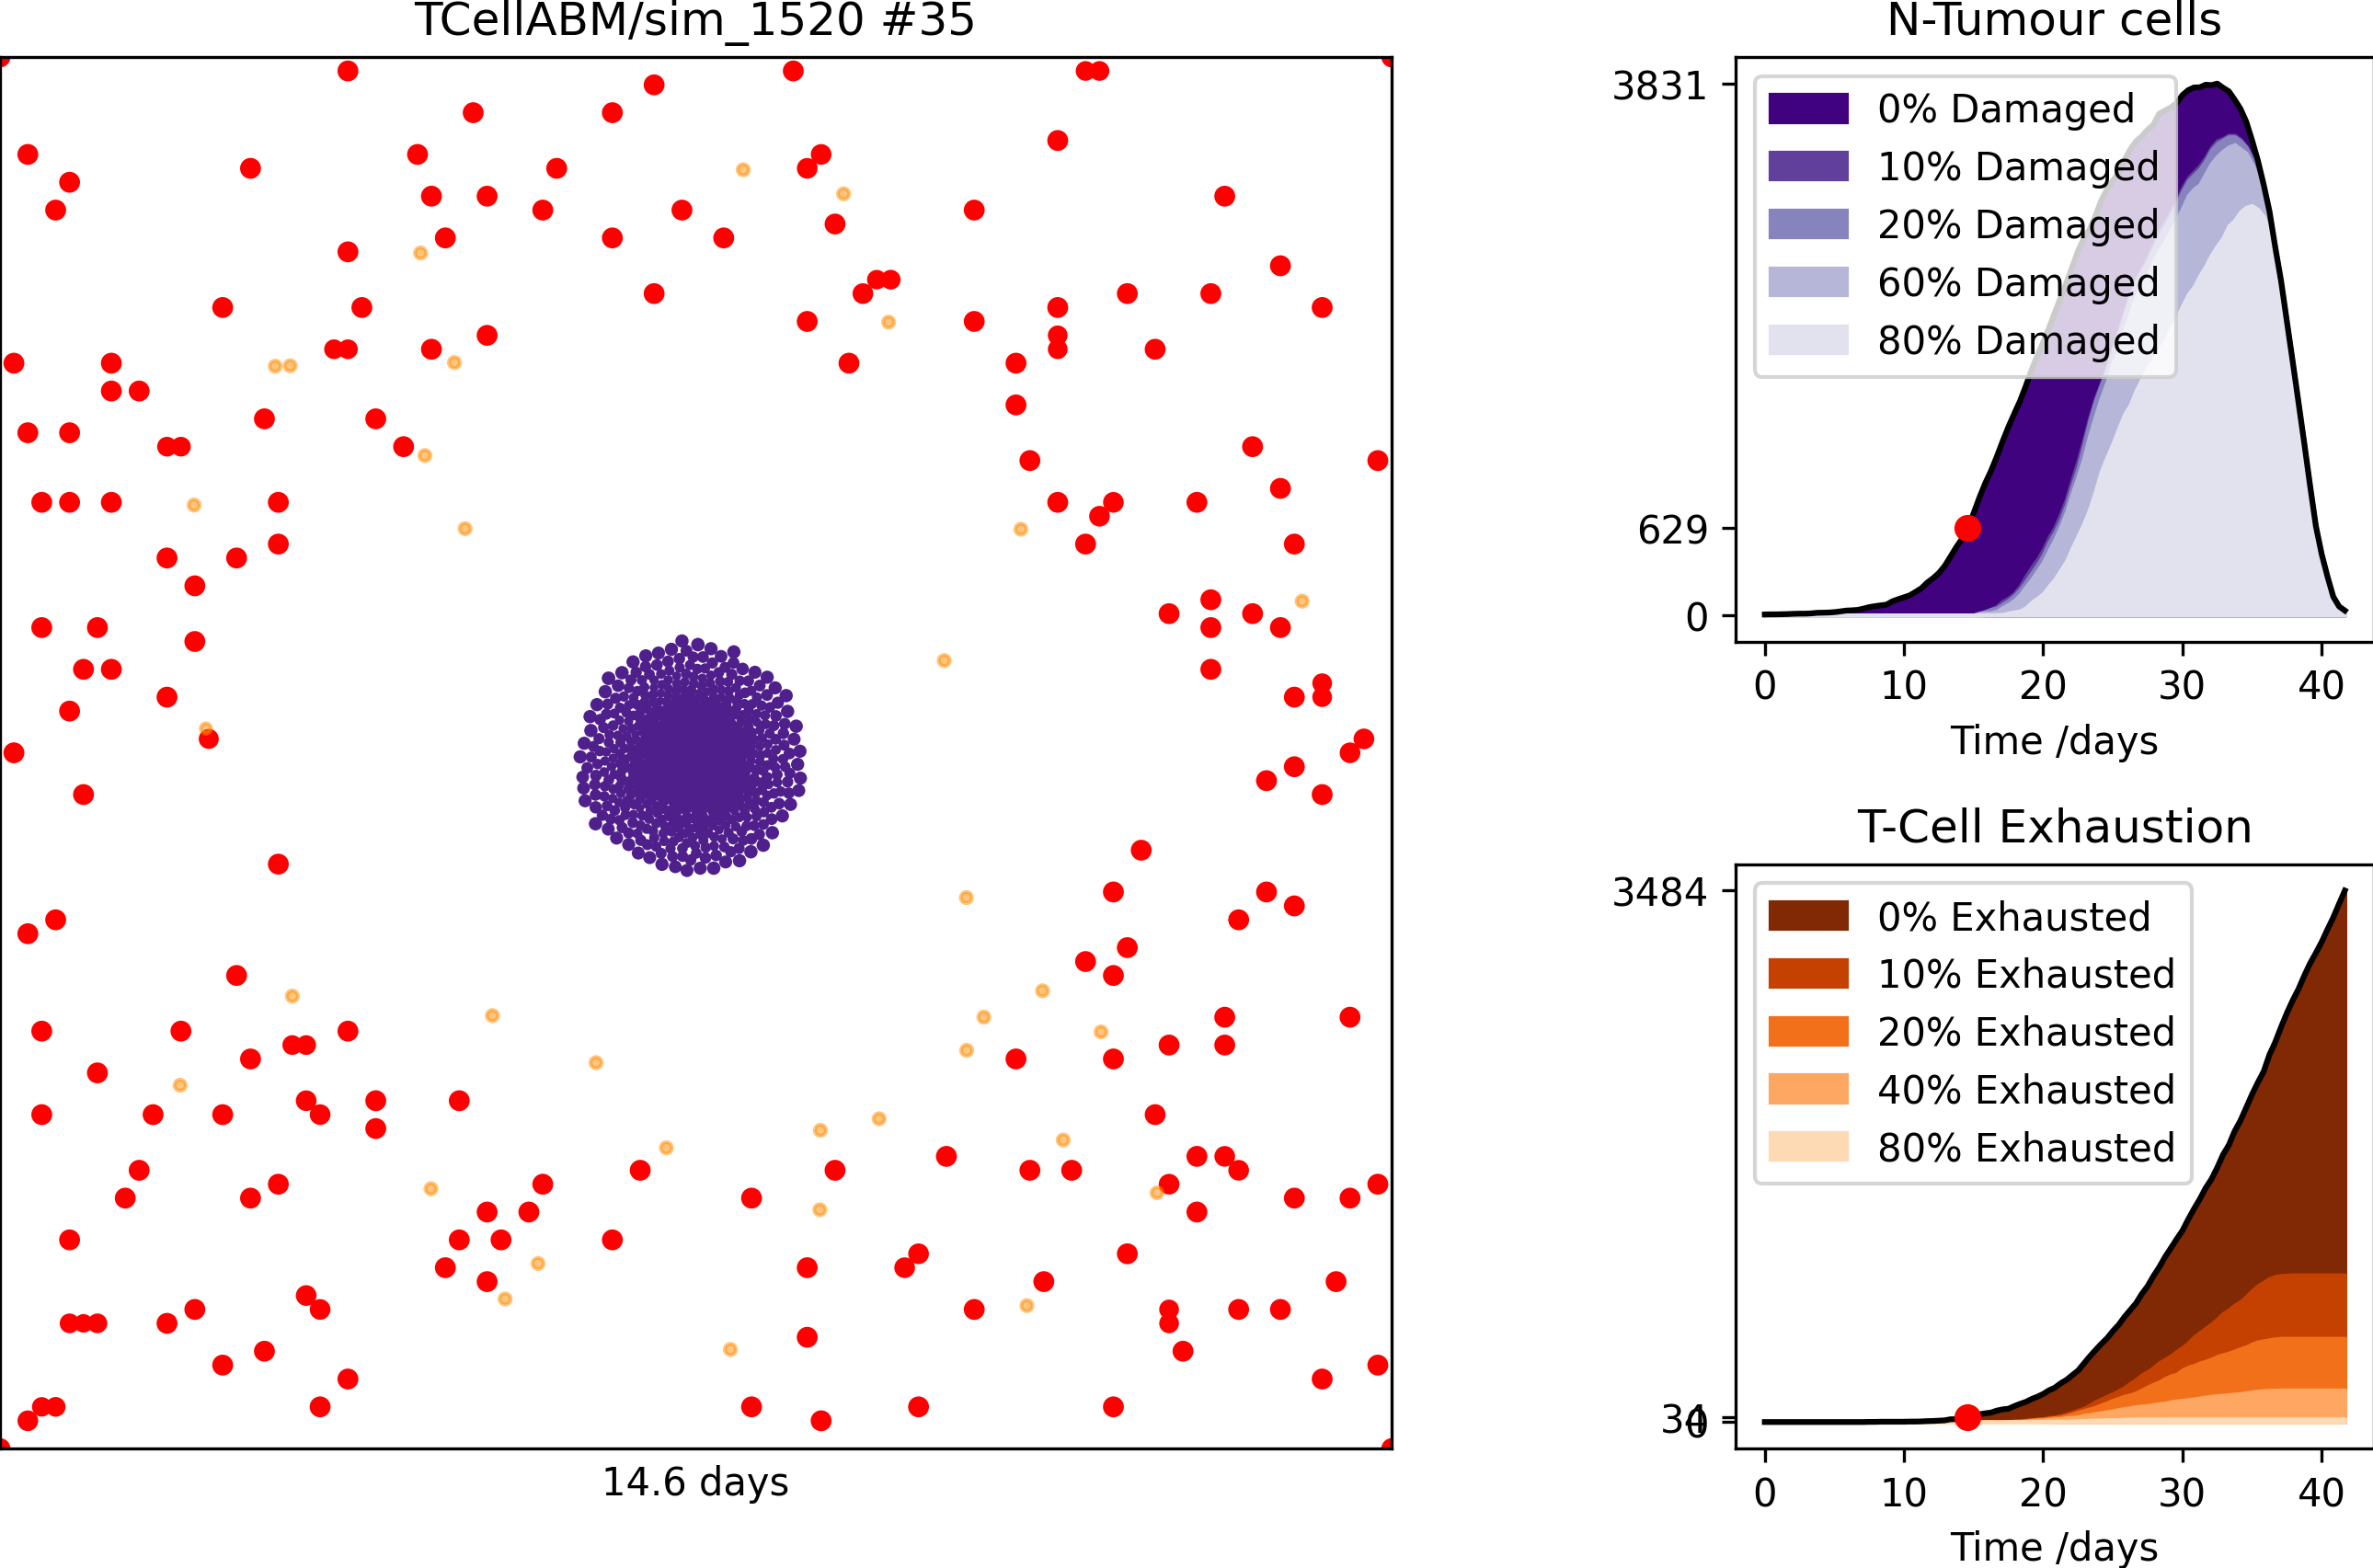 TCellABM/sim_1520 #35
14.6 days
N-Tumour cells
3831
629
0
0% Damaged
10% Damaged
20% Damaged
60% Damaged
80% Damaged
0 10 20 30 40
Time /days
T-Cell Exhaustion
3484
34
0
0% Exhausted
10% Exhausted
20% Exhausted
40% Exhausted
80% Exhausted
0 10 20 30 40
Time /days